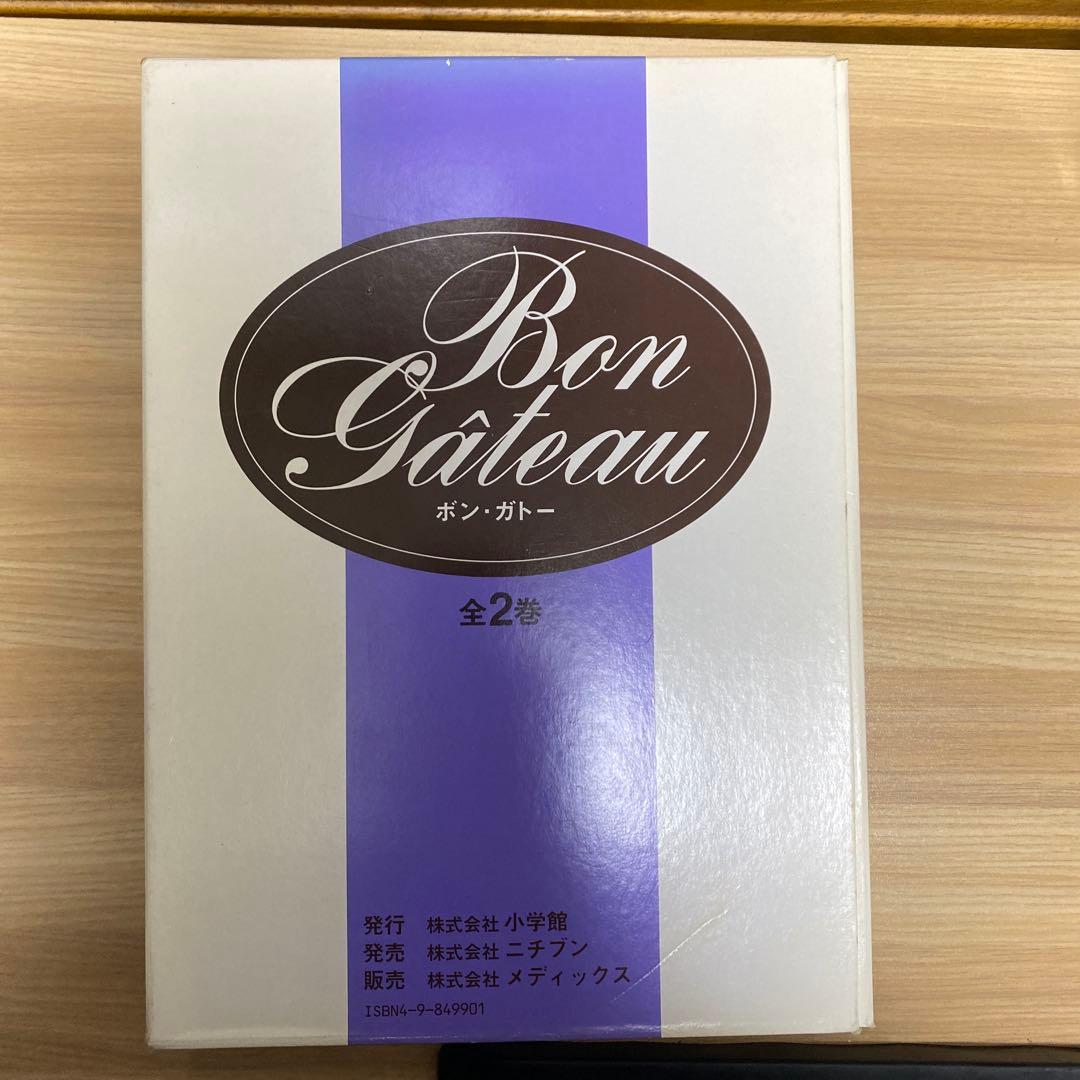 Bon
Gâteau
ボン・ガトー
全2巻
発行 株式会社 小学館
発売 株式会社 ニチブン
販売 株式会社 メディックス
ISBN4-9-849901